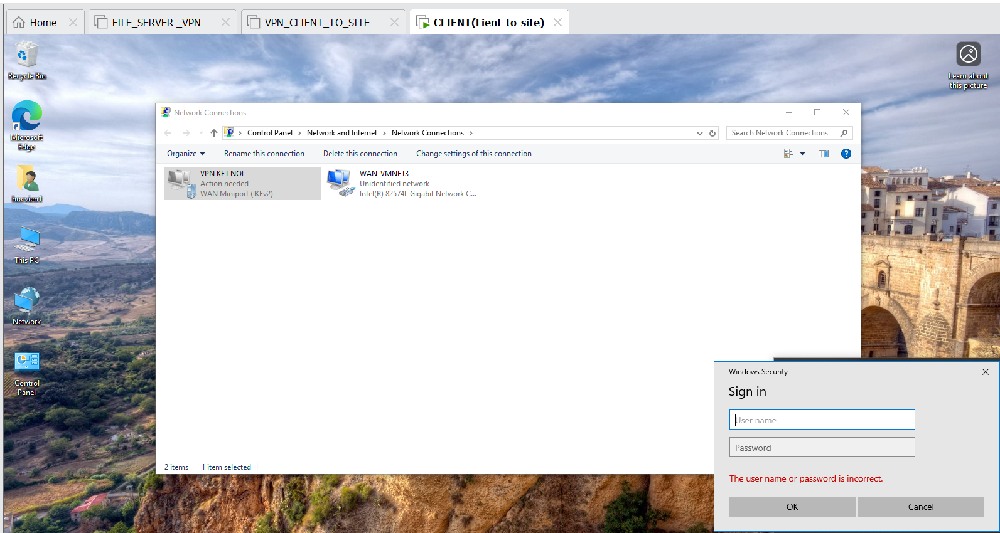 Home
FILE_SERVER _VPN
VPN_CLIENT_TO_SITE
CLIENT(Lient-to-site)
Recycle Bin
Learn about
this picture
Microsoft
Edge
hocvien1
This PC
Network
Control
Panel
Network Connections
Control Panel
Network and Internet
Network Connections
Search Network Connections
Organize
Rename this connection
Delete this connection
Change settings of this connection
VPN KET NOI
Action needed
WAN Miniport (IKEv2)
WAN_VMNET3
Unidentified network
Intel(R) 82574L Gigabit Network C...
2 items
1 item selected
Windows Security
Sign in
User name
Password
The user name or password is incorrect.
OK
Cancel